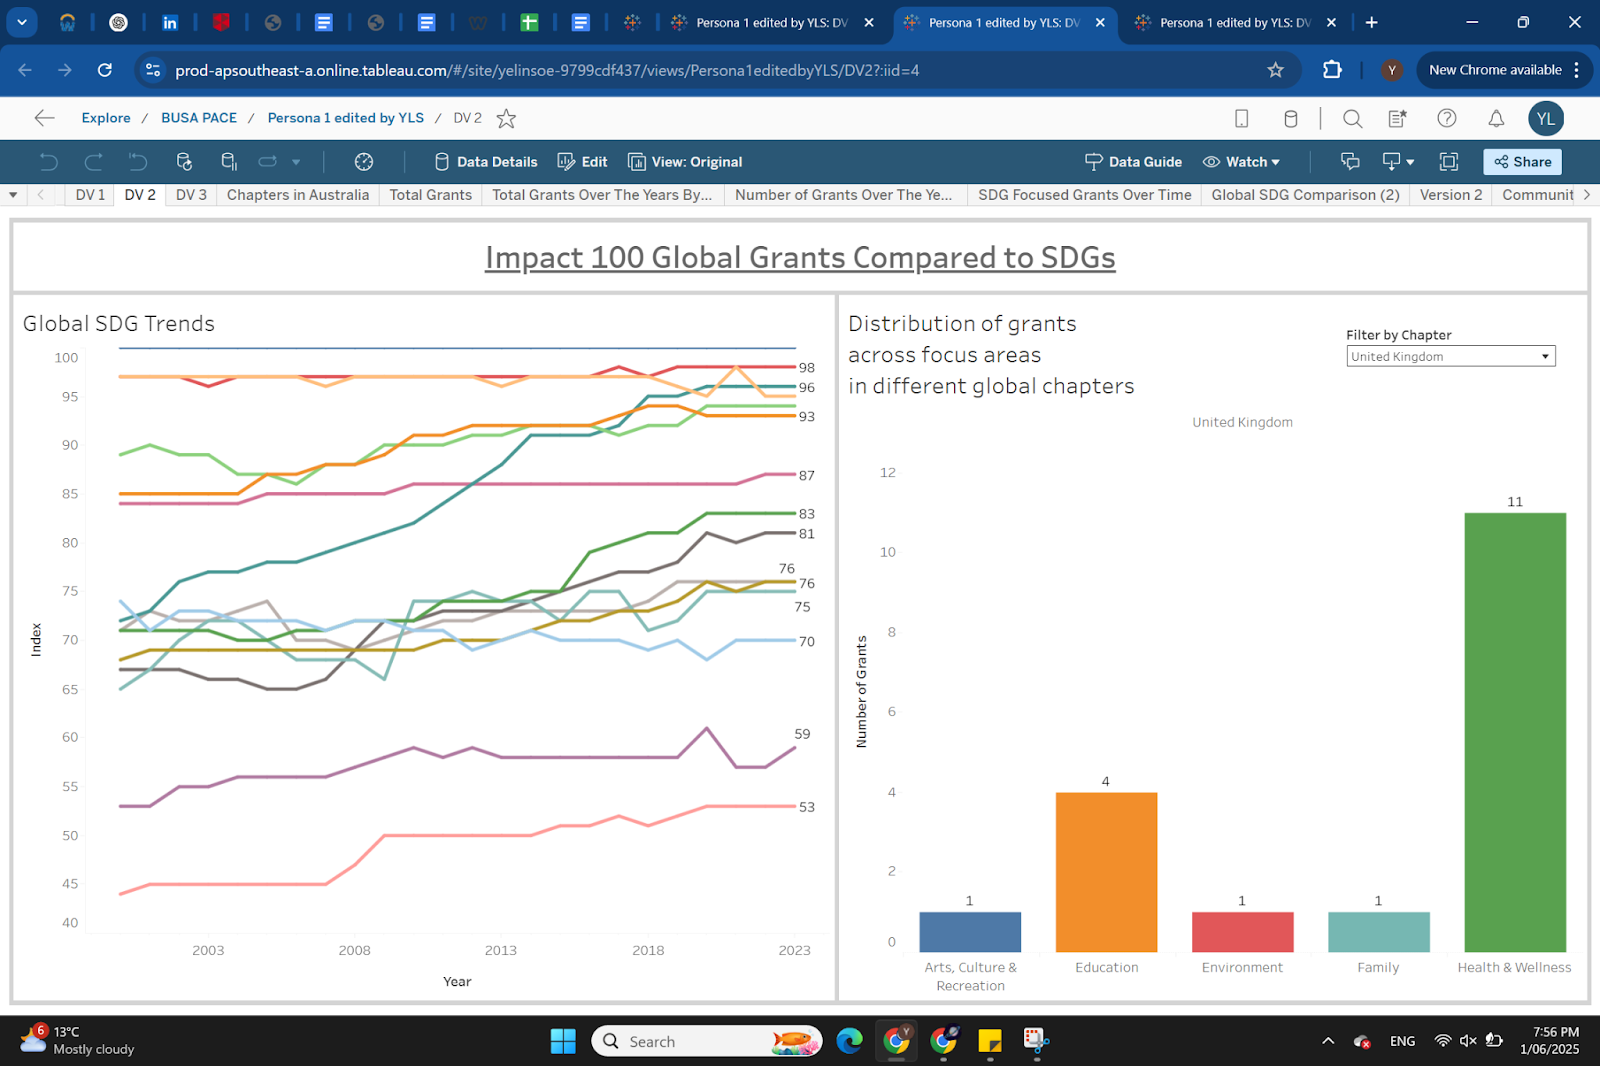 Persona 1 edited by YLS: DV
Persona 1 edited by YLS: DV
Persona 1 edited by YLS: DV
prod-apsoutheast-a.online.tableau.com/#/site/yelinsoe-9799cdf437/views/Persona1editedbyYLS/DV2?:iid=4
Y
New Chrome available
Explore / BUSA PACE / Persona 1 edited by YLS / DV 2
YL
Data Details
Edit
View: Original
Data Guide
Watch
Share
DV 1
DV 2
DV 3
Chapters in Australia
Total Grants
Total Grants Over The Years By...
Number of Grants Over The Ye...
SDG Focused Grants Over Time
Global SDG Comparison (2)
Version 2
Communit
Impact 100 Global Grants Compared to SDGs
Global SDG Trends
100
95
90
85
80
75
70
65
60
55
50
45
40
Index
98
96
93
87
83
81
76
76
75
70
59
53
2003
2008
2013
2018
2023
Year
Distribution of grants
across focus areas
in different global chapters
Filter by Chapter
United Kingdom
United Kingdom
12
10
8
6
4
2
0
Number of Grants
1
4
1
1
11
Arts, Culture &
Recreation
Education
Environment
Family
Health & Wellness
6
13°C
Mostly cloudy
Search
Y
ENG
7:56 PM
1/06/2025